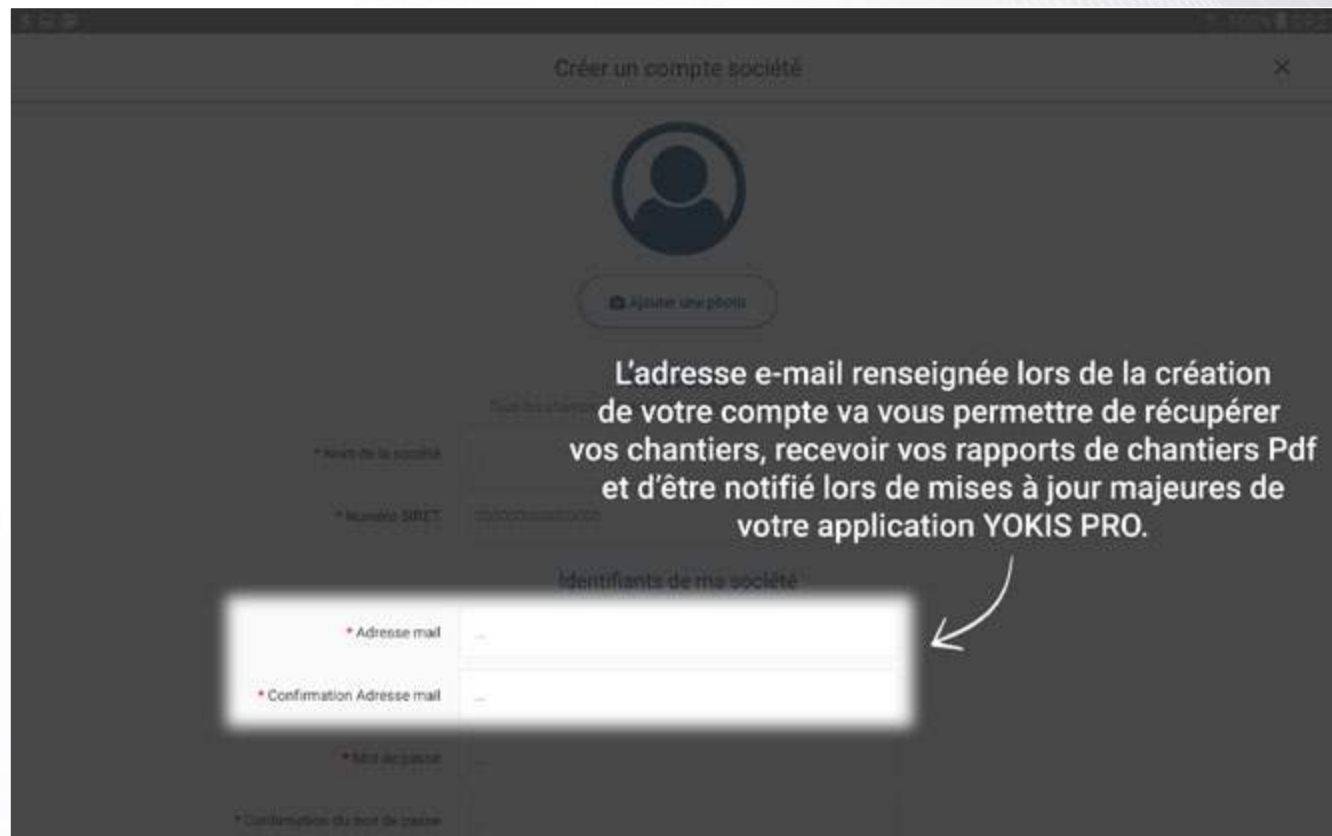 Créer un compte société
Ajouter une photo
L'adresse e-mail renseignée lors de la création
de votre compte va vous permettre de récupérer
vos chantiers, recevoir vos rapports de chantiers Pdf
et d'être notifié lors de mises à jour majeures de
votre application YOKIS PRO.
* Nom de la société
* Numéro SIRET
Identifiants de ma société
* Adresse mail
* Confirmation Adresse mail
* Mot de passe
* Confirmation du mot de passe